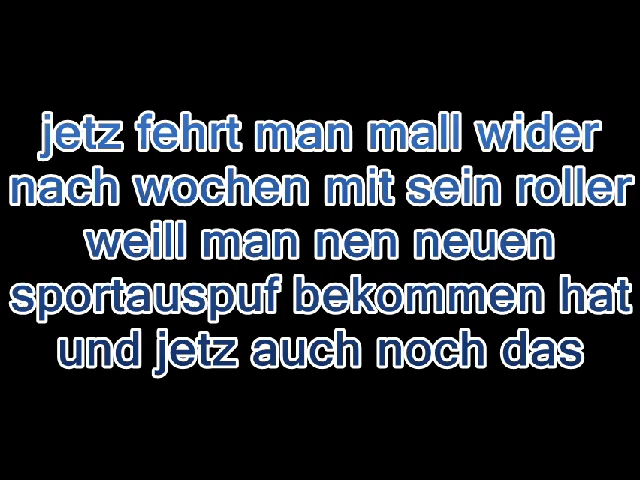 jetz fehrt man mall wider
nach wochen mit sein roller
weill man nen neuen
sportauspuf bekommen hat
und jetz auch noch das